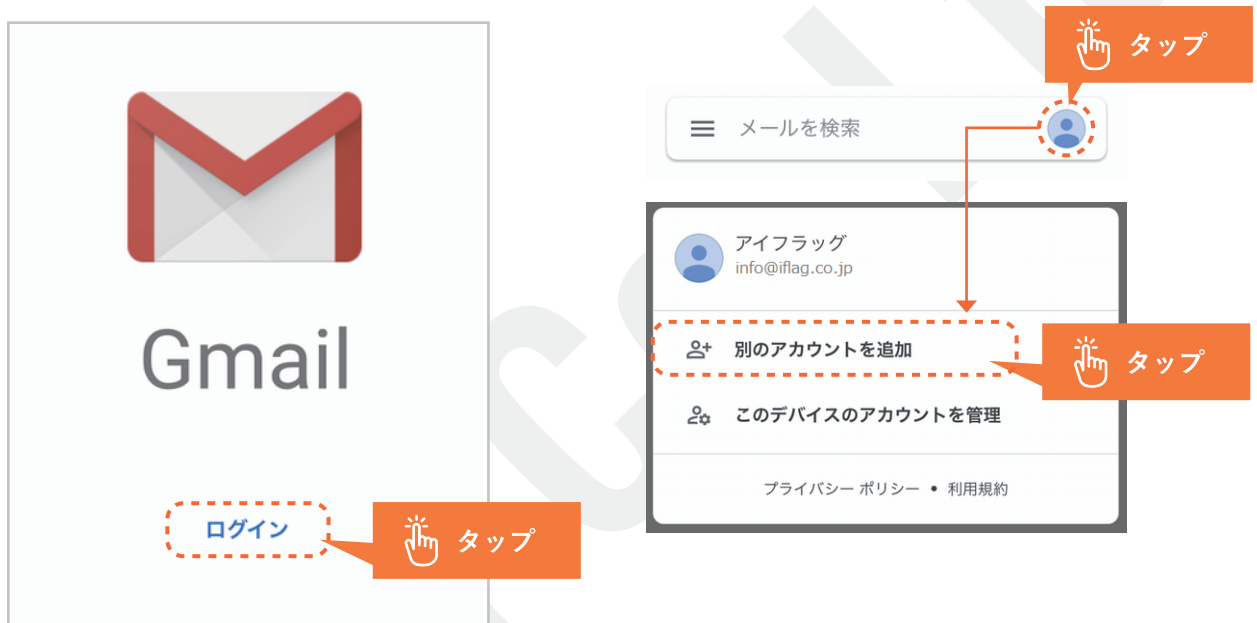 Gmail
ログイン
タップ
タップ
メールを検索
アイフラッグ
info@iflag.co.jp
別のアカウントを追加
タップ
このデバイスのアカウントを管理
プライバシー ポリシー • 利用規約